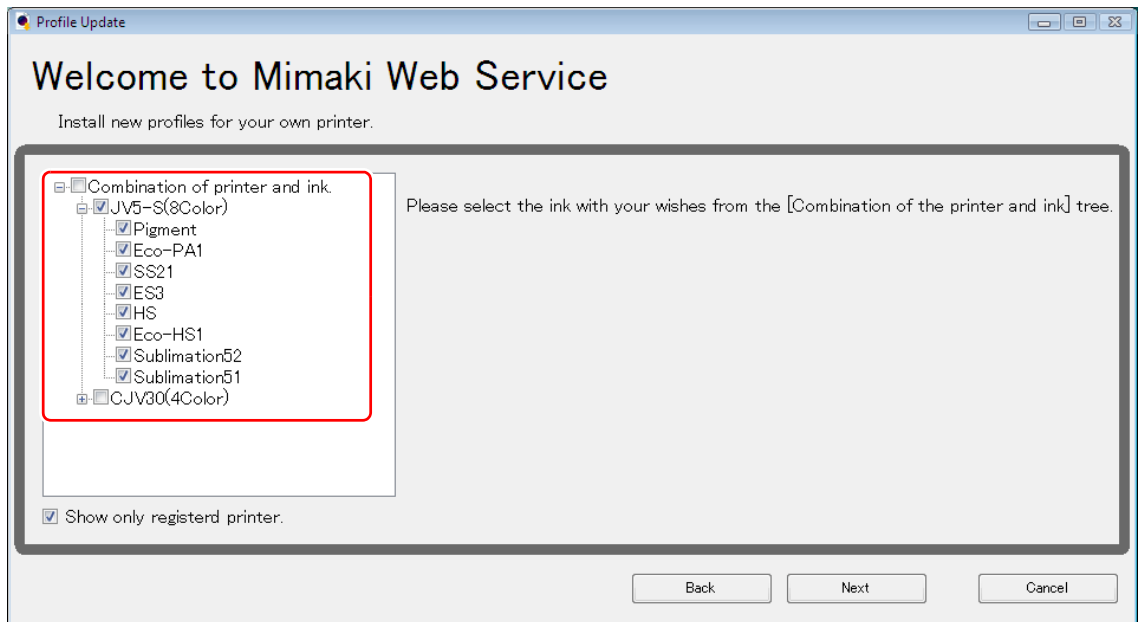 Profile Update
Welcome to Mimaki Web Service
Install new profiles for your own printer.
Combination of printer and ink.
JV5-S(8Color)
Pigment
Eco-PA1
SS21
ES3
HS
Eco-HS1
Sublimation52
Sublimation51
CJV30(4Color)
Please select the ink with your wishes from the [Combination of the printer and ink] tree.
Show only registerd printer.
Back
Next
Cancel